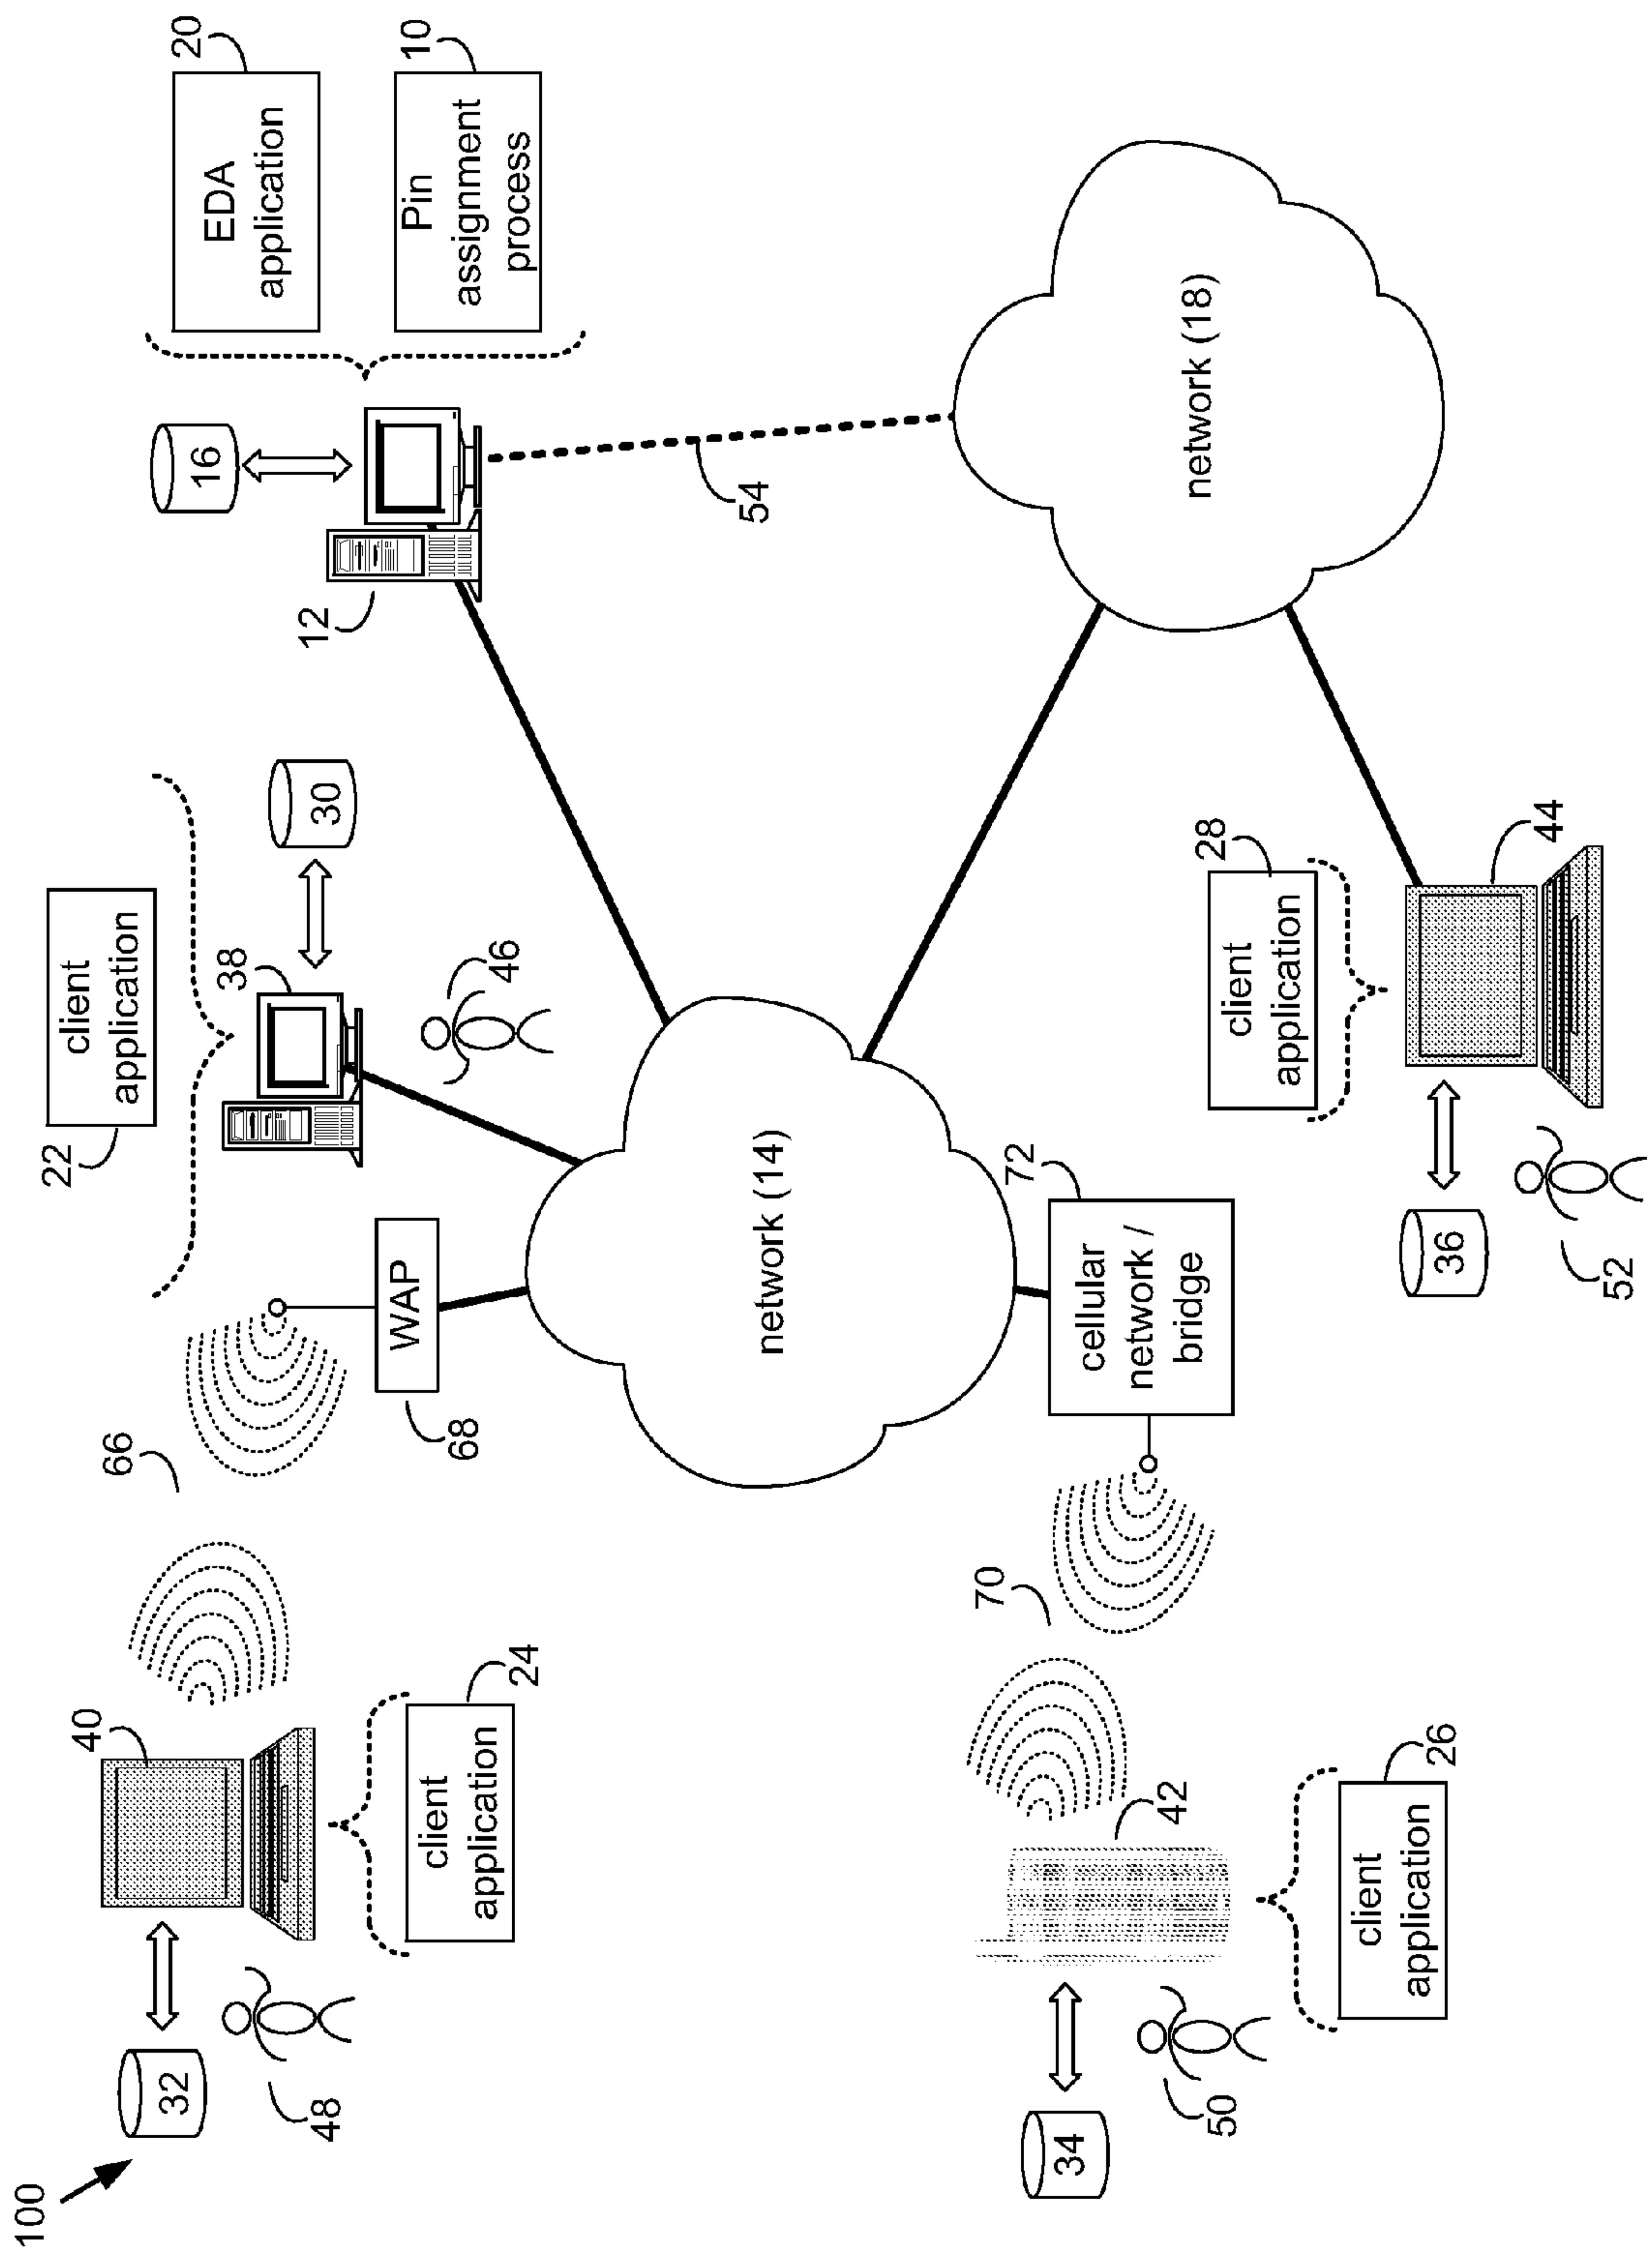 100
32
48
40
66
client
application
24
22
client
application
38
30
46
WAP
68
12
16
EDA
application
20
Pin
assignment
process
10
54
network (14)
network (18)
70
72
cellular
network /
bridge
34
50
42
client
application
26
28
client
application
44
36
52